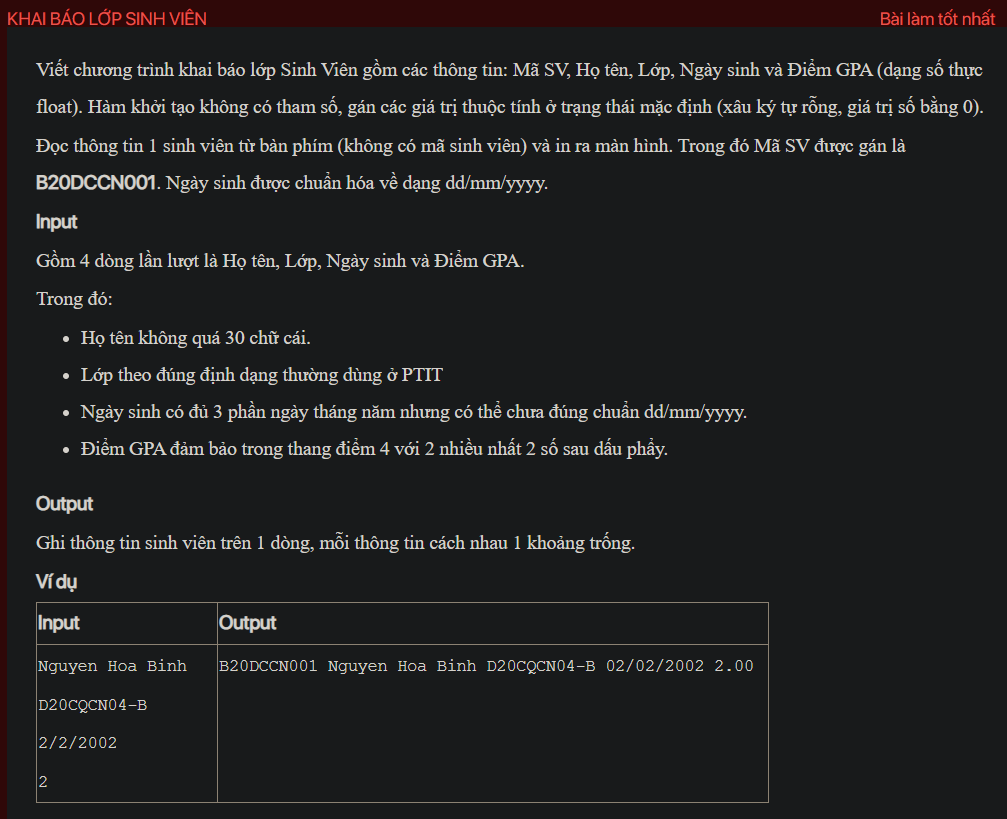 KHAI BÁO LỚP SINH VIÊN
Bài làm tốt nhất
Viết chương trình khai báo lớp Sinh Viên gồm các thông tin: Mã SV, Họ tên, Lớp, Ngày sinh và Điểm GPA (dạng số thực
float). Hàm khởi tạo không có tham số, gán các giá trị thuộc tính ở trạng thái mặc định (xâu ký tự rỗng, giá trị số bằng 0).
Đọc thông tin 1 sinh viên từ bàn phím (không có mã sinh viên) và in ra màn hình. Trong đó Mã SV được gán là
B20DCCN001. Ngày sinh được chuẩn hóa về dạng dd/mm/yyyy.
Input
Gồm 4 dòng lần lượt là Họ tên, Lớp, Ngày sinh và Điểm GPA.
Trong đó:
• Họ tên không quá 30 chữ cái.
• Lớp theo đúng định dạng thường dùng ở PTIT
• Ngày sinh có đủ 3 phần ngày tháng năm nhưng có thể chưa đúng chuẩn dd/mm/yyyy.
• Điểm GPA đảm bảo trong thang điểm 4 với 2 nhiều nhất 2 số sau dấu phẩy.
Output
Ghi thông tin sinh viên trên 1 dòng, mỗi thông tin cách nhau 1 khoảng trống.
Ví dụ
Input Output
Nguyen Hoa Binh B20DCCN001 Nguyen Hoa Binh D20CQCN04-B 02/02/2002 2.00
D20CQCN04-B
2/2/2002
2